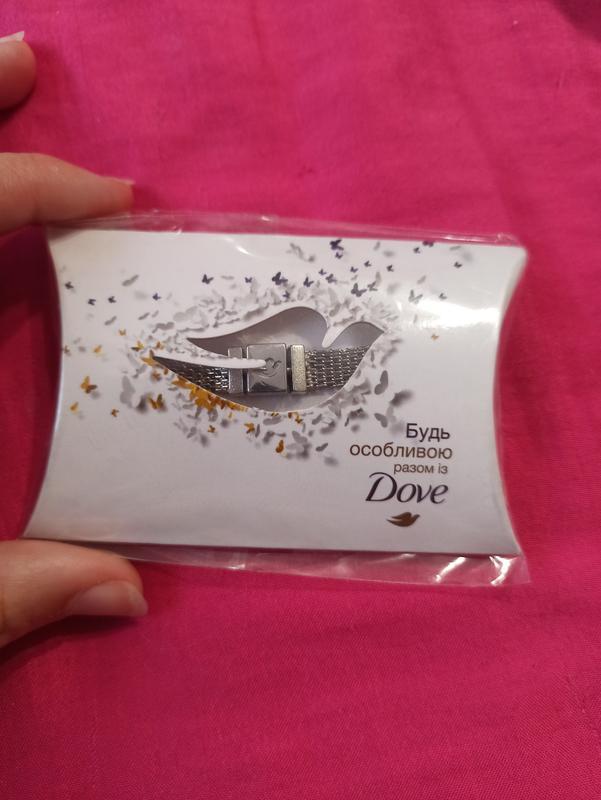 Будь
особливою
разом із
Dove